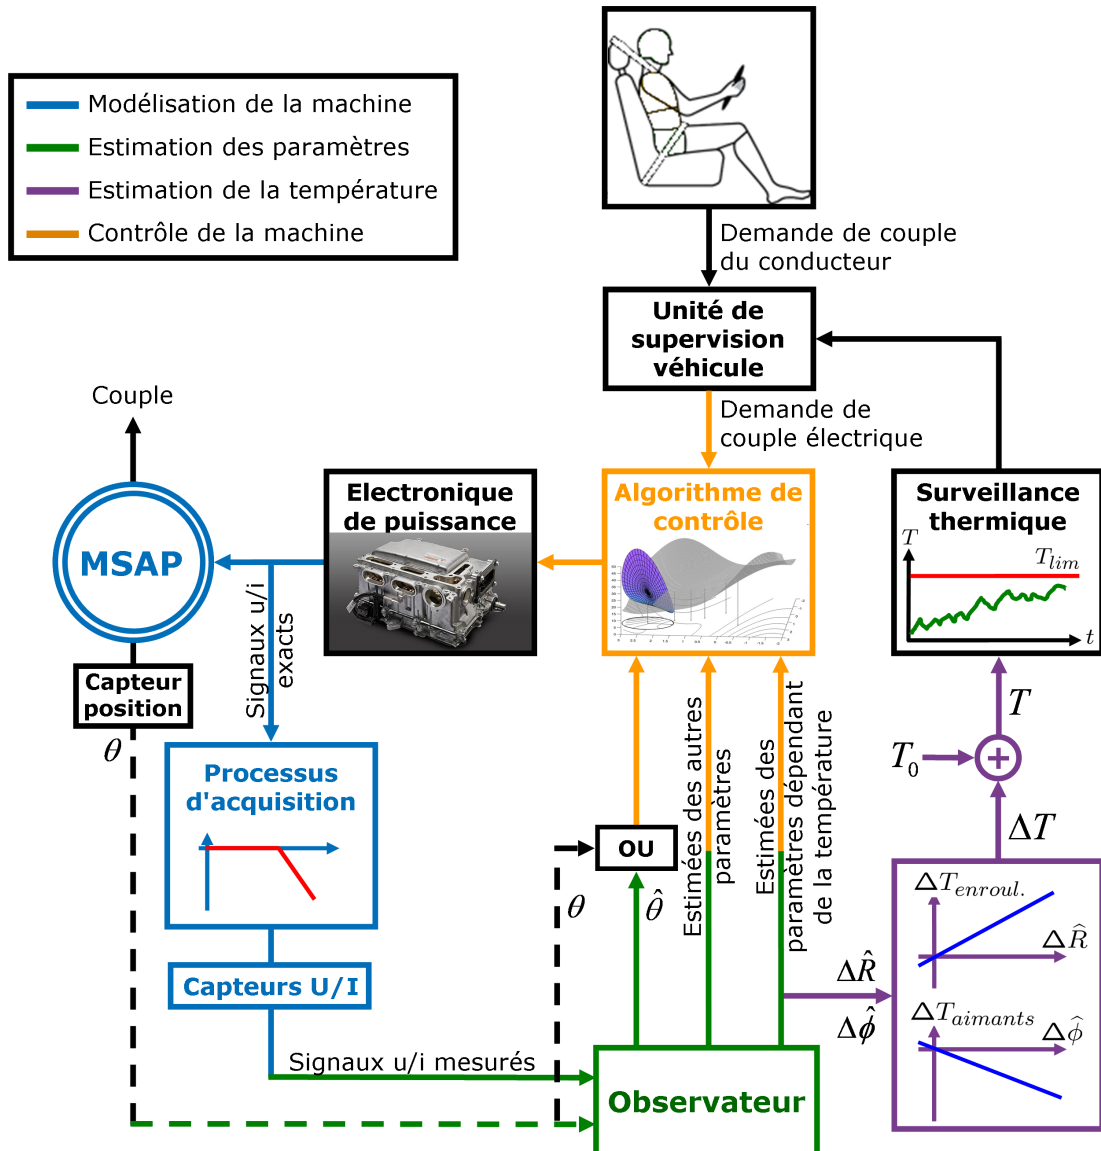 Modélisation de la machine
Estimation des paramètres
Estimation de la température
Contrôle de la machine
Demande de couple
du conducteur
Unité de
supervision
véhicule
Demande de
couple électrique
Couple
MSAP
Electronique
de puissance
Algorithme de
contrôle
Surveillance
thermique
T
T_lim
t
Signaux u/i
exacts
Capteur
position
θ
Processus
d'acquisition
Capteurs U/I
Signaux u/i mesurés
OU
θ
θ̂
Estimées des autres
paramètres
Estimées des
paramètres dépendant
de la température
T
T₀
+
ΔT
ΔT_enroul.
ΔR̂
ΔT_aimants
Δϕ̂
ΔR̂
Δϕ̂
Observateur